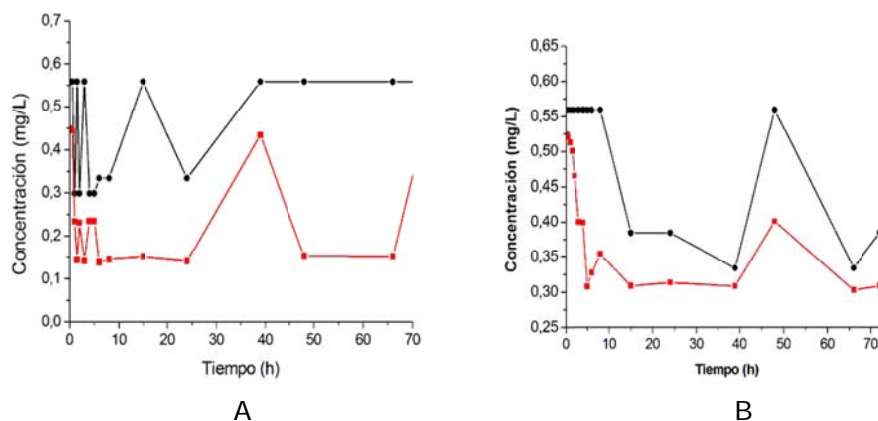 0,7
0,6
0,5
0,4
0,3
0,2
0,1
0,0
Concentración (mg/L)
0 10 20 30 40 50 60 70
Tiempo (h)
A
0,65
0,60
0,55
0,50
0,45
0,40
0,35
0,30
0,25
Concentración (mg/L)
0 10 20 30 40 50 60 70
Tiempo (h)
B